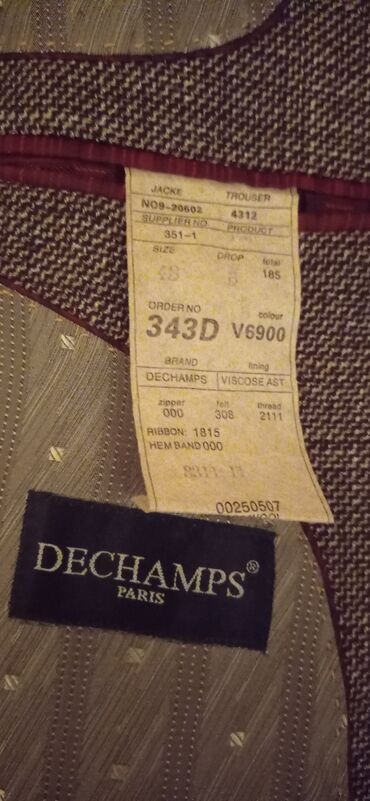 JACKE TROUSER
NO9-20602 4312
SUPPLIER NO PRODUCT
351-1
SIZE DROP total
48 6 185
ORDER NO colour
343D V6900
BRAND lining
DECHAMPS VISCOSE AST
zipper felt thread
000 308 2111
RIBBON: 1815
HEM BAND 000
00250507
DECHAMPS®
PARIS